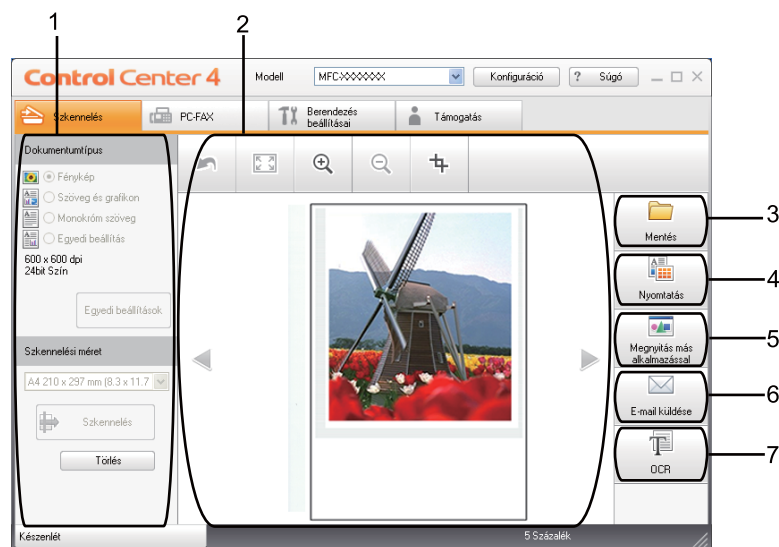 1
2
Control Center 4
Modell
MFC-XXXXXX
Konfiguráció
? Súgó
Szkennelés
PC-FAX
Berendezés
beállításai
Támogatás
Dokumentumtípus
Fénykép
Szöveg és grafikon
Monokróm szöveg
Egyedi beállítás
600 x 600 dpi
24bit Szín
Egyedi beállítások
Szkennelési méret
A4 210 x 297 mm (8.3 x 11.7
Szkennelés
Törlés
Mentés
3
Nyomtatás
4
Megnyitás más
alkalmazással
5
E-mail küldése
6
OCR
7
Készenlét
5 Százalék